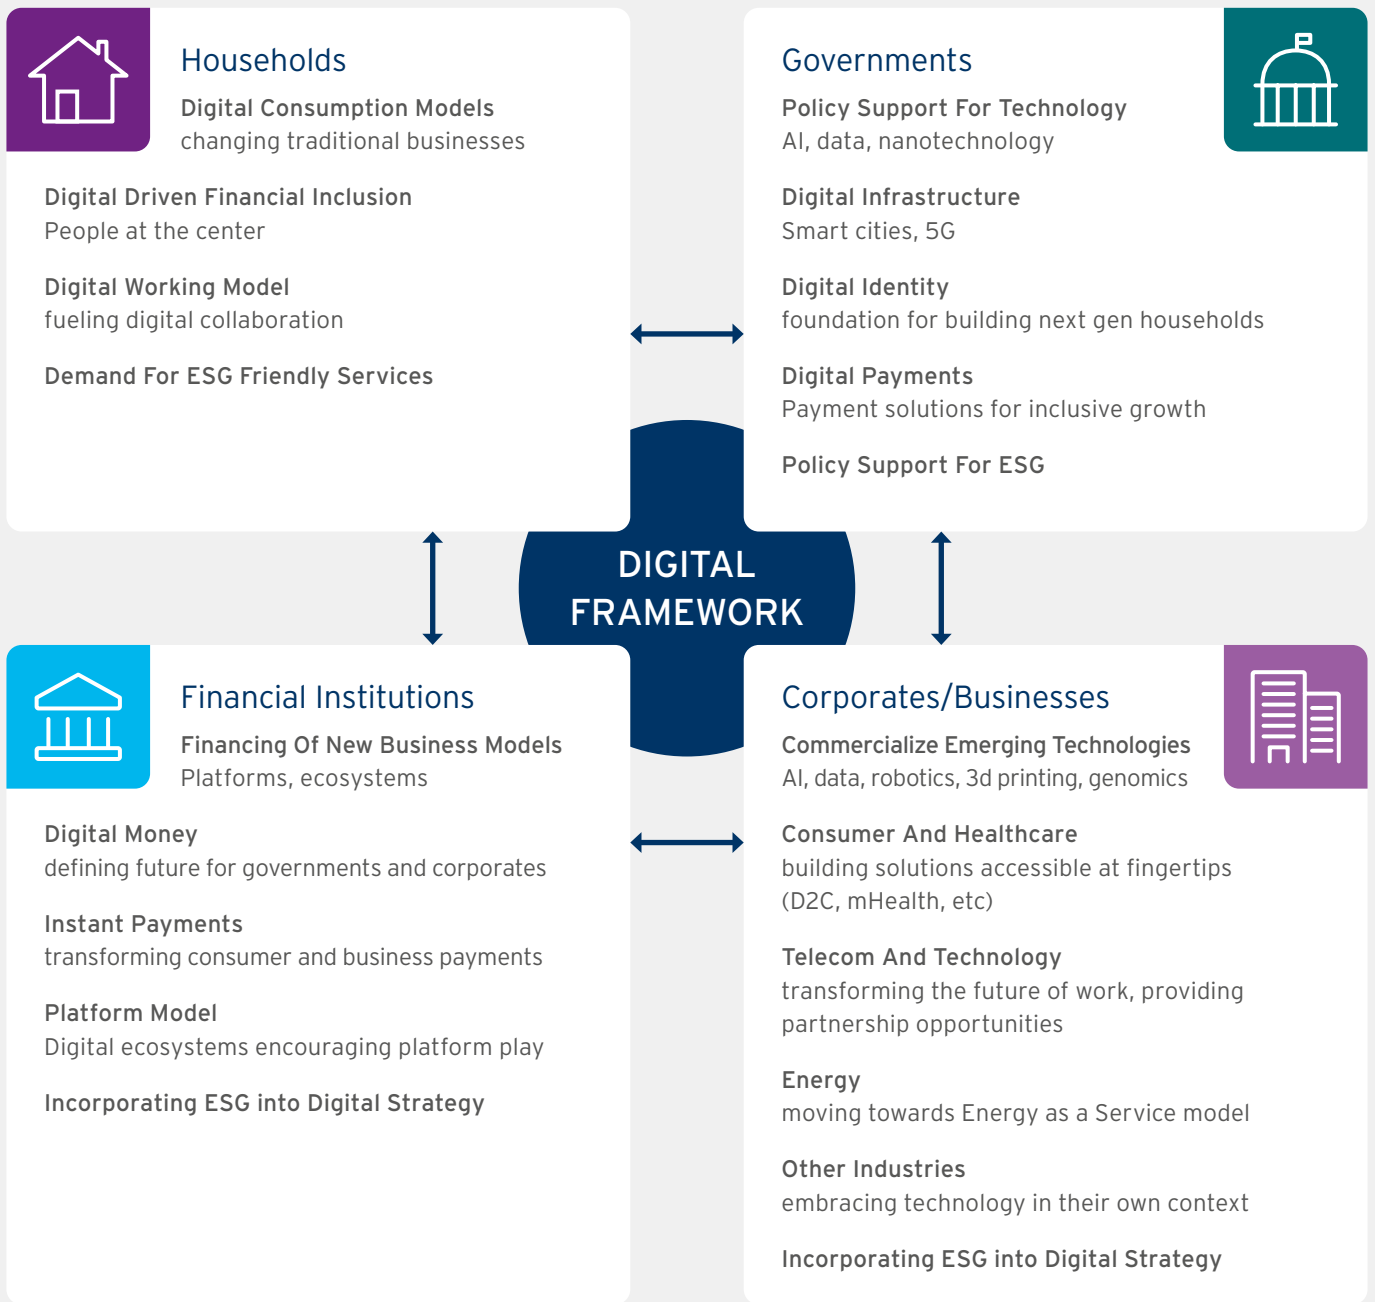 Households
Digital Consumption Models
changing traditional businesses
Digital Driven Financial Inclusion
People at the center
Digital Working Model
fueling digital collaboration
Demand For ESG Friendly Services
Governments
Policy Support For Technology
AI, data, nanotechnology
Digital Infrastructure
Smart cities, 5G
Digital Identity
foundation for building next gen households
Digital Payments
Payment solutions for inclusive growth
Policy Support For ESG
DIGITAL
FRAMEWORK
Financial Institutions
Financing Of New Business Models
Platforms, ecosystems
Digital Money
defining future for governments and corporates
Instant Payments
transforming consumer and business payments
Platform Model
Digital ecosystems encouraging platform play
Incorporating ESG into Digital Strategy
Corporates/Businesses
Commercialize Emerging Technologies
AI, data, robotics, 3d printing, genomics
Consumer And Healthcare
building solutions accessible at fingertips
(D2C, mHealth, etc)
Telecom And Technology
transforming the future of work, providing
partnership opportunities
Energy
moving towards Energy as a Service model
Other Industries
embracing technology in their own context
Incorporating ESG into Digital Strategy